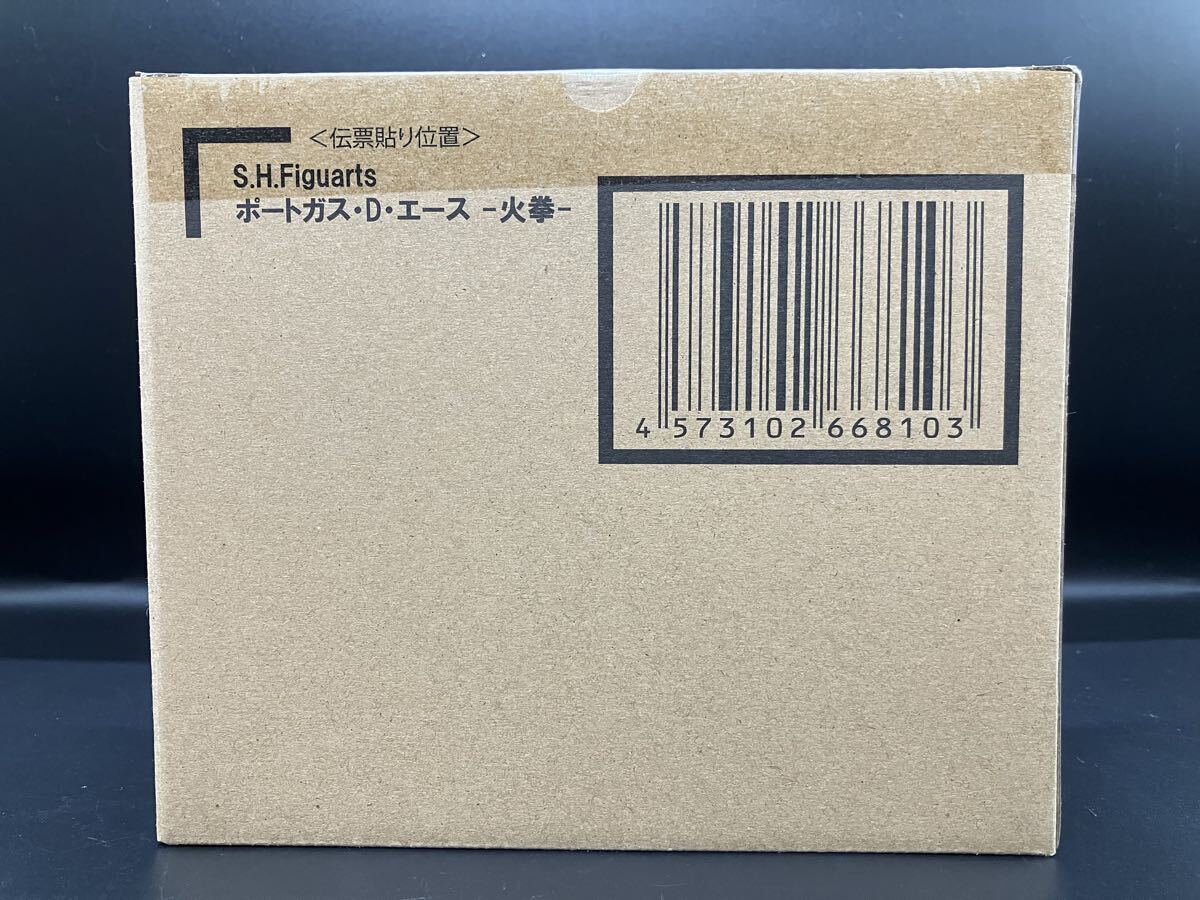 ＜伝票貼り位置＞
S.H.Figuarts
ポートガス・D・エース -火拳-
4 573102 668103